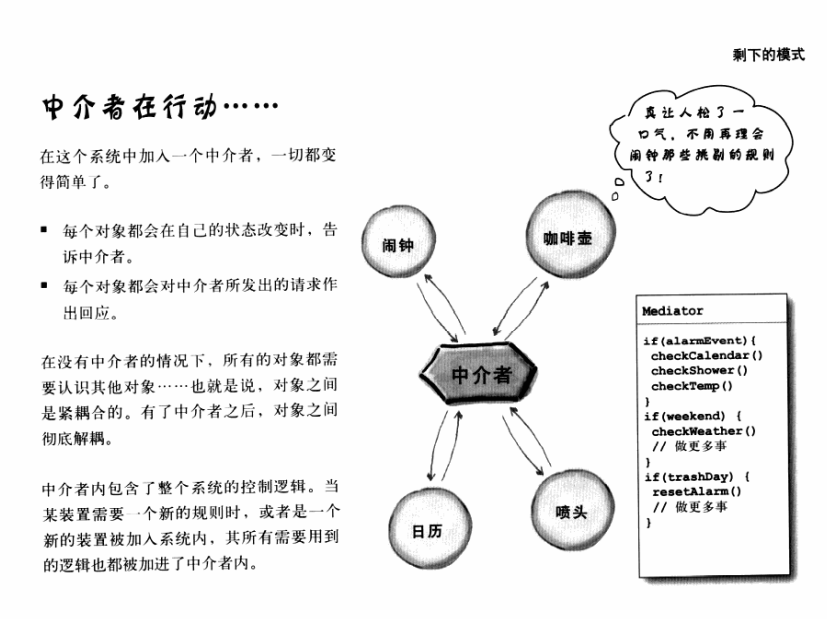 剩下的模式
中介者在行动……
在这个系统中加入一个中介者，一切都变
得简单了。
▪ 每个对象都会在自己的状态改变时，告
诉中介者。
▪ 每个对象都会对中介者所发出的请求作
出回应。
在没有中介者的情况下，所有的对象都需
要认识其他对象……也就是说，对象之间
是紧耦合的。有了中介者之后，对象之间
彻底解耦。
中介者内包含了整个系统的控制逻辑。当
某装置需要一个新的规则时，或者是一个
新的装置被加入系统内，其所有需要用到
的逻辑也都被加进了中介者内。
真让人松了一
口气，不用再理会
闹钟那些挑剔的规则
了！
闹钟
咖啡壶
中介者
日历
喷头
Mediator
if(alarmEvent){
checkCalendar()
checkShower()
checkTemp()
}
if(weekend) {
checkWeather()
// 做更多事
}
if(trashDay) {
resetAlarm()
// 做更多事
}